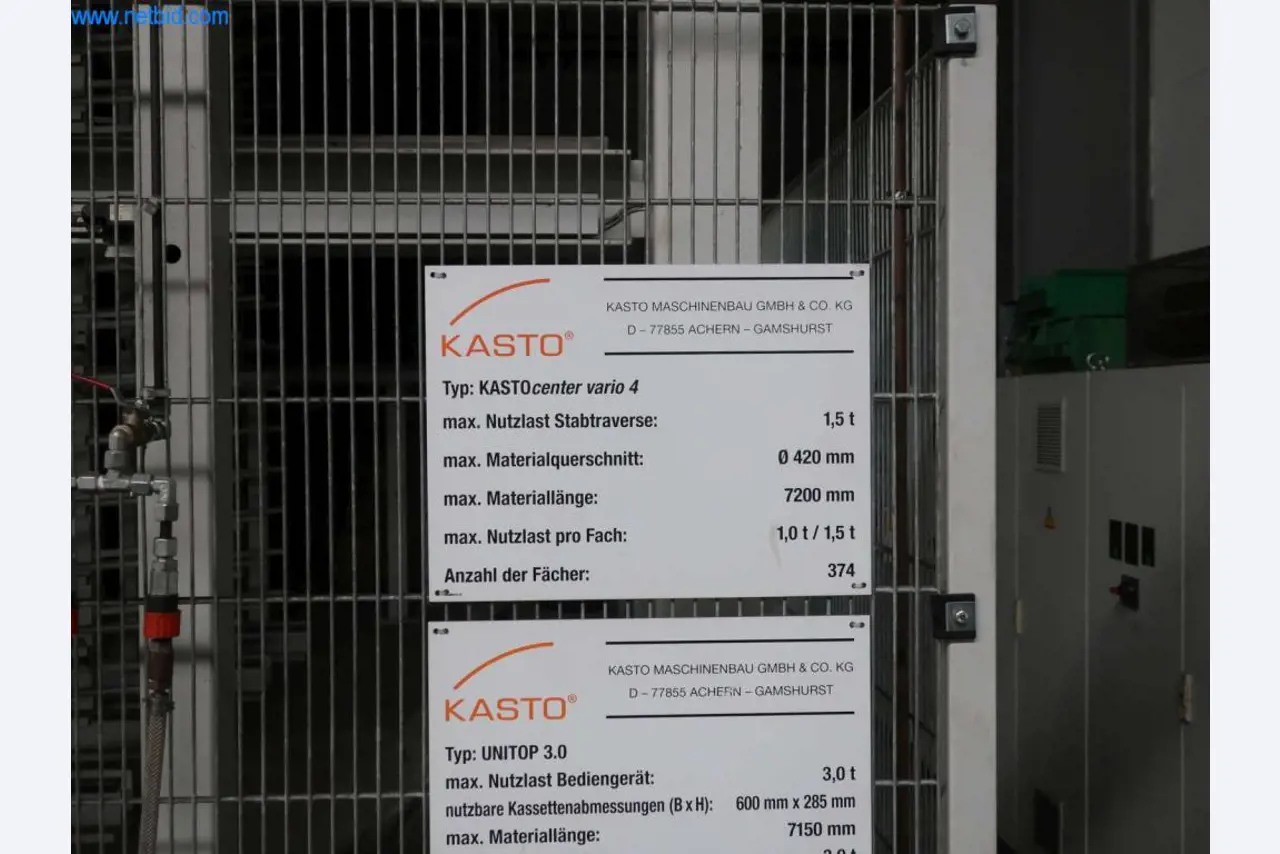 www.netbid.com
KASTO®
KASTO MASCHINENBAU GMBH & CO. KG
D – 77855 ACHERN – GAMSHURST
Typ: KASTOcenter vario 4
max. Nutzlast Stabtraverse: 1,5 t
max. Materialquerschnitt: Ø 420 mm
max. Materiallänge: 7200 mm
max. Nutzlast pro Fach: 1,0 t / 1,5 t
Anzahl der Fächer: 374
KASTO®
KASTO MASCHINENBAU GMBH & CO. KG
D – 77855 ACHERN – GAMSHURST
Typ: UNITOP 3.0
max. Nutzlast Bediengerät: 3,0 t
nutzbare Kassettenabmessungen (B x H): 600 mm x 285 mm
max. Materiallänge: 7150 mm